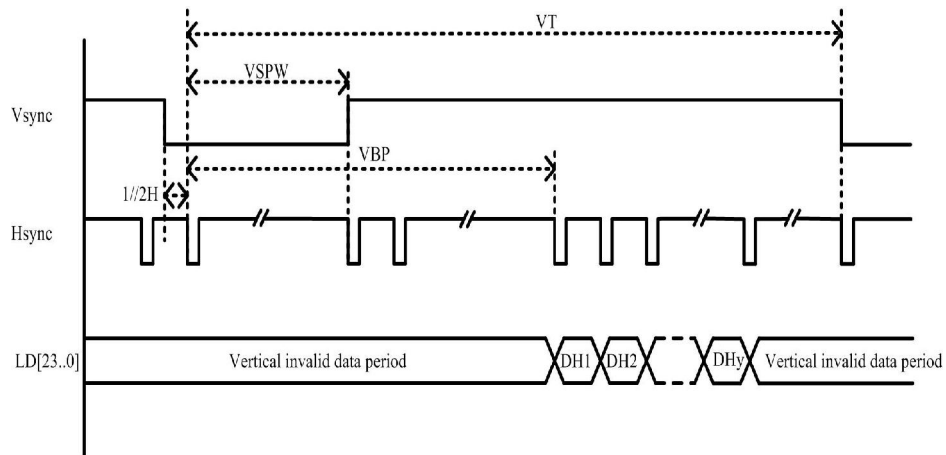 VT
VSPW
Vsync
VBP
1//2H
Hsync
LD[23..0]
Vertical invalid data period
DH1
DH2
DHy
Vertical invalid data period